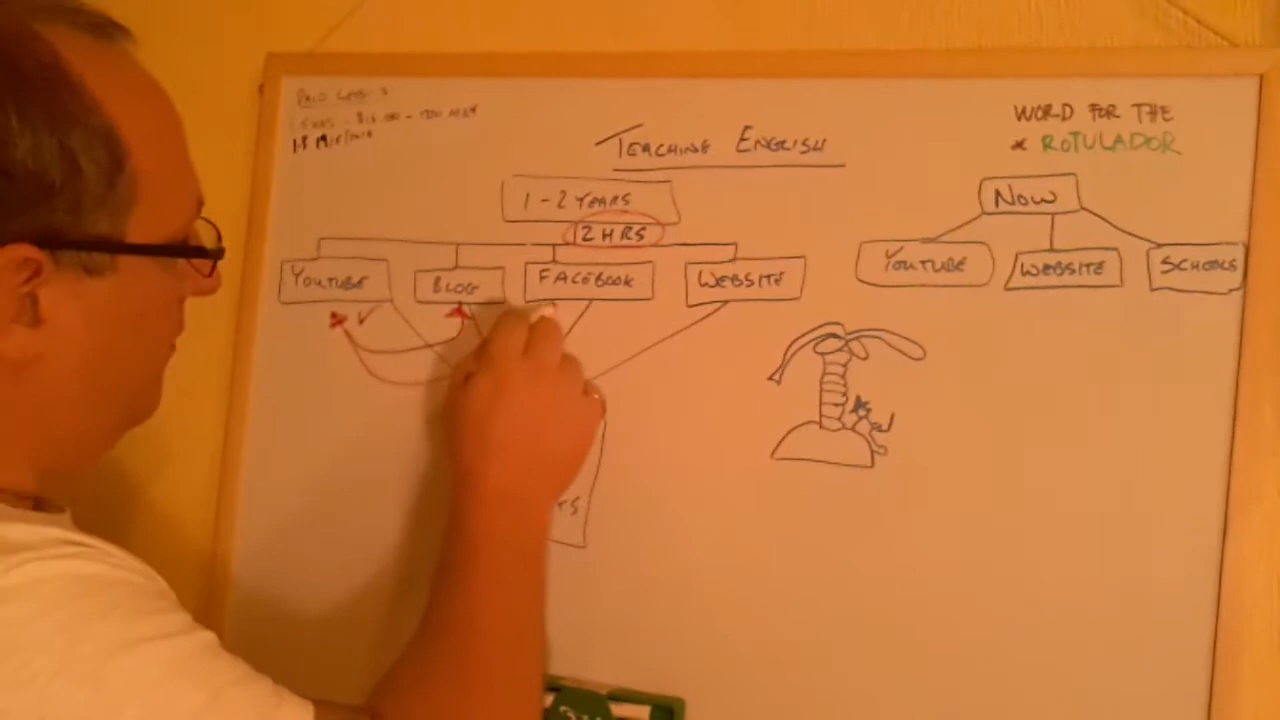 TEACHING ENGLISH
WORD FOR THE
ROTULADOR
1-2 YEARS
2 HRS
YOUTUBE
BLOG
FACEBOOK
WEBSITE
NOW
YOUTUBE
WEBSITE
SCHOOLS
TS